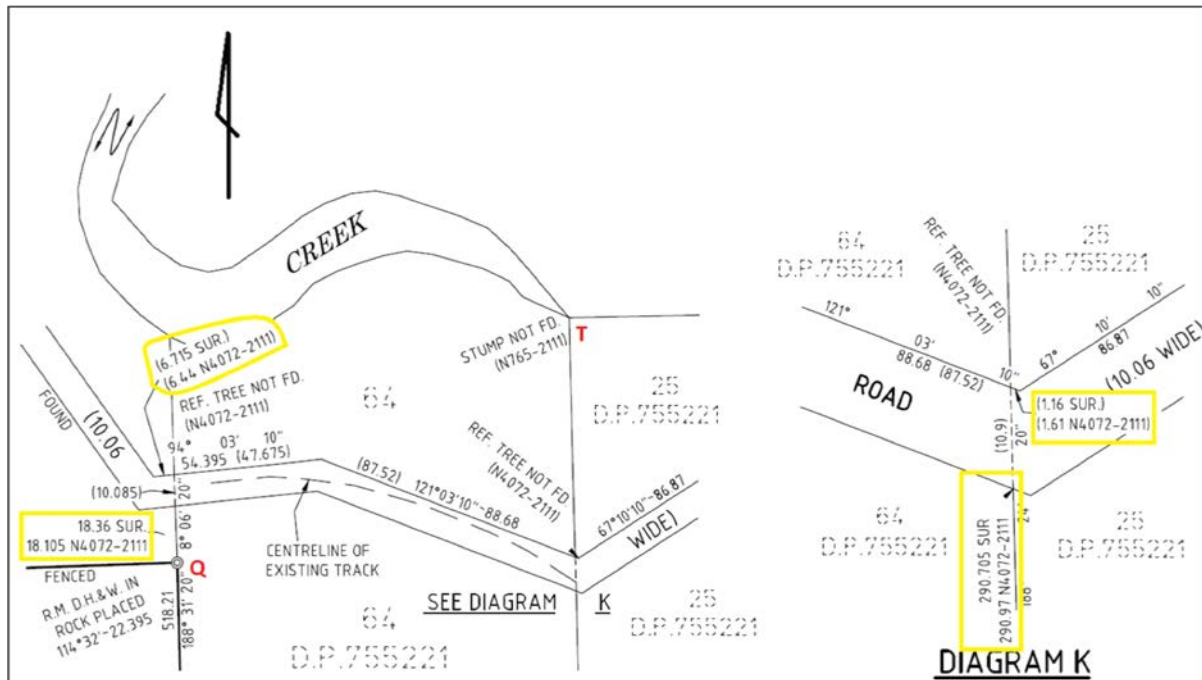 N
CREEK
(6.715 SUR.)
(6.44 N4072-2111)
REF. TREE NOT FD.
(N4072-2111)
STUMP NOT FD.
(N765-2111)
T
64
25
D.P.755221
FOUND
(10.06
94° 03' 10"
54.395 (47.675)
(87.52) 121°03'10"-88.68
REF. TREE NOT FD.
(N4072-2111)
67°10'10"-86.87
WIDE)
(10.085)
18.36 SUR.
18.105 N4072-2111
8° 06' 20"
Q
FENCED
R.M. D.H.&W. IN
ROCK PLACED
114°32'-22.395
518.21
188° 31' 20"
CENTRELINE OF
EXISTING TRACK
SEE DIAGRAM K
64
D.P.755221
25
D.P.755221
64
D.P.755221
25
D.P.755221
REF. TREE NOT FD.
(N4072-2111)
121° 03' 10"
88.68 (87.52)
67° 10' 10"
86.87
ROAD
(10.06 WIDE)
(1.16 SUR.)
(1.61 N4072-2111)
(10.9)
20"
24'
188
290.705 SUR
290.97 N4072-2111
64
D.P.755221
25
D.P.755221
DIAGRAM K